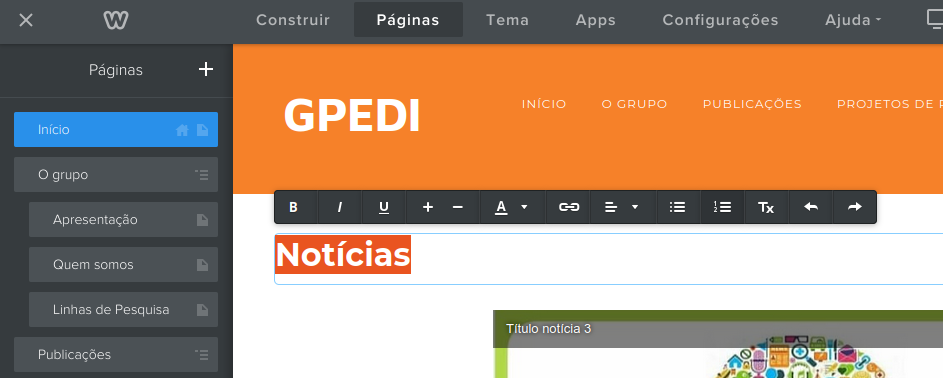 Construir Páginas Tema Apps Configurações Ajuda
Páginas +
Início
O grupo
Apresentação
Quem somos
Linhas de Pesquisa
Publicações
GPEDI
INÍCIO O GRUPO PUBLICAÇÕES PROJETOS DE
B I U + − A Tx
Notícias
Título notícia 3